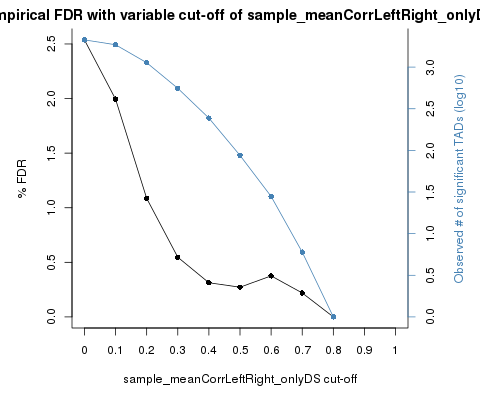 mpirical FDR with variable cut-off of sample_meanCorrLeftRight_onlyD
% FDR
2.5
2.0
1.5
1.0
0.5
0.0
3.0
2.5
2.0
1.5
1.0
0.5
0.0
Observed # of significant TADs (log10)
0 0.1 0.2 0.3 0.4 0.5 0.6 0.7 0.8 0.9 1
sample_meanCorrLeftRight_onlyDS cut-off